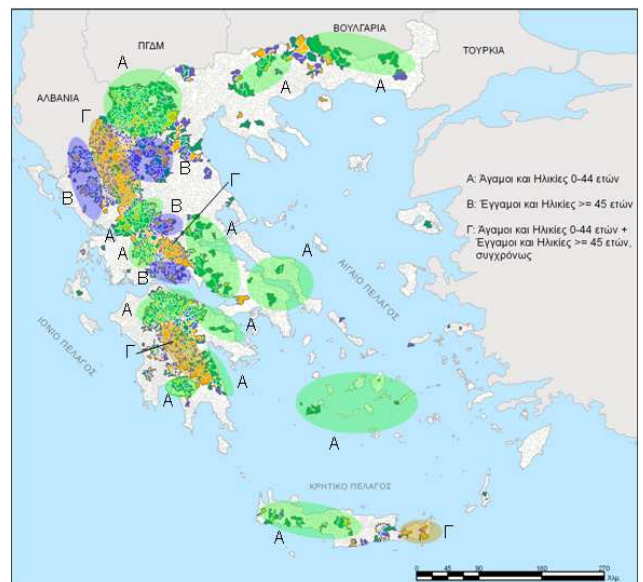 ΒΟΥΛΓΑΡΙΑ
ΠΓΔΜ
ΤΟΥΡΚΙΑ
Α
ΑΛΒΑΝΙΑ
Γ
Α
Α
Β
Γ
Α: Άγαμοι και Ηλικίες 0-44 ετών
Β
Β
Β: Έγγαμοι και Ηλικίες >= 45 ετών
Α
Α
Γ: Άγαμοι και Ηλικίες 0-44 ετών +
Έγγαμοι και Ηλικίες >= 45 ετών,
συγχρόνως
Α
Α
Β
ΑΙΓΑΙΟ ΠΕΛΑΓΟΣ
ΙΟΝΙΟ ΠΕΛΑΓΟΣ
Α
Α
Γ
Α
Α
Α
ΚΡΗΤΙΚΟ ΠΕΛΑΓΟΣ
Γ
Α
0 45 90 180 270
Χλμ.